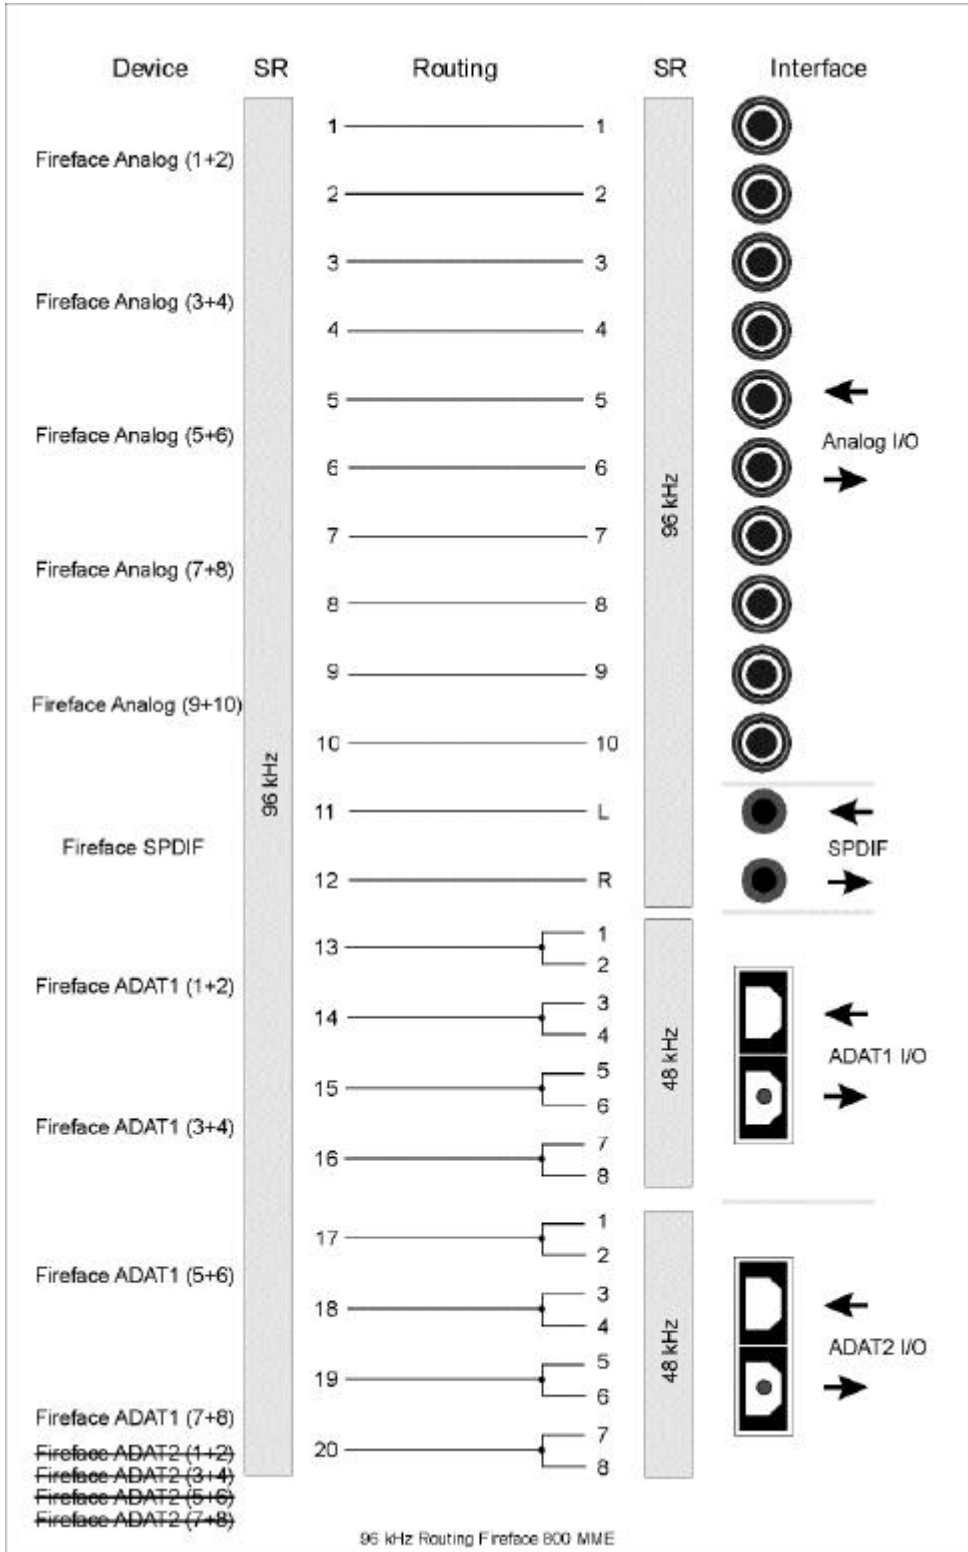 Device SR Routing SR Interface
1 1
Fireface Analog (1+2)
2 2
3 3
Fireface Analog (3+4)
4 4
5 5
Fireface Analog (5+6) Analog I/O
6 6
96 kHz
7 7
Fireface Analog (7+8)
8 8
9 9
Fireface Analog (9+10)
10 10
96 kHz
11 L
Fireface SPDIF SPDIF
12 R
13 1
2
Fireface ADAT1 (1+2)
14 3
4
48 kHz
ADAT1 I/O
15 5
6
Fireface ADAT1 (3+4)
16 7
8
17 1
2
Fireface ADAT1 (5+6)
18 3
4
48 kHz
ADAT2 I/O
19 5
6
Fireface ADAT1 (7+8)
20 7
8
Fireface ADAT2 (1+2)
Fireface ADAT2 (3+4)
Fireface ADAT2 (5+6)
Fireface ADAT2 (7+8)
96 kHz Routing Fireface 800 MME